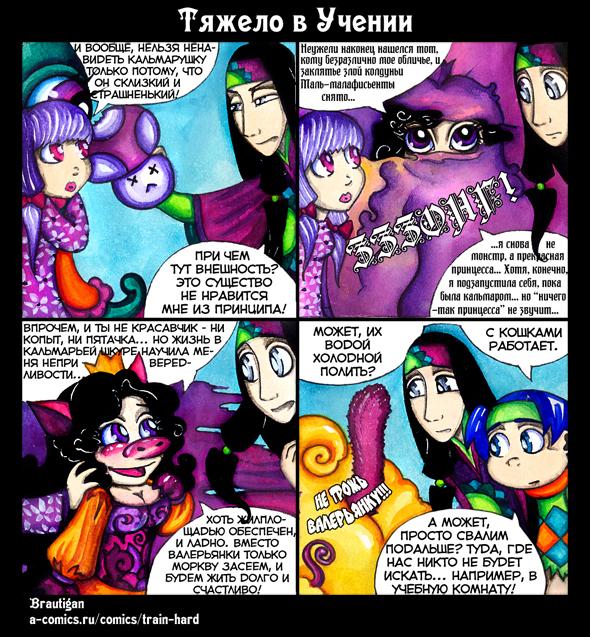 Тяжело в Учении
И ВООБЩЕ, НЕЛЬЗЯ НЕНА-
ВИДЕТЬ КАЛЬМАРУШКУ
ТОЛЬКО ПОТОМУ, ЧТО
ОН СКЛИЗКИЙ И
СТРАШНЕНЬКИЙ!
ПРИ ЧЕМ
ТУТ ВНЕШНОСТЬ?
ЭТО СУЩЕСТВО
НЕ НРАВИТСЯ
МНЕ ИЗ ПРИНЦИПА!
Неужели наконец нашелся тот,
кому безразлично мое обличье, и
заклятье злой колдуньи
Маль-малафисьенты
снято...
ЗЗЗОНГ!
...я снова не
монстр, а прекрасная
принцесса... Хотя, конечно,
я подзапустила себя, пока
была кальмаром... но "ничего
-так принцесса" не звучит...
ВПРОЧЕМ, И ТЫ НЕ КРАСАВЧИК - НИ
КОПЫТ, НИ ПЯТАЧКА... НО ЖИЗНЬ В
КАЛЬМАРЬЕЙ ШКУРЕ НАУЧИЛА МЕ-
НЯ НЕПРИ ВЕРЕД-
ЛИВОСТИ...
ХОТЬ ЖИЛПЛО-
ЩАДЬЮ ОБЕСПЕЧЕН,
И ЛАДНО. ВМЕСТО
ВАЛЕРЬЯНКИ ТОЛЬКО
МОРКВУ ЗАСЕЕМ, И
БУДЕМ ЖИТЬ ДОЛГО И
СЧАСТЛИВО!
МОЖЕТ, ИХ
ВОДОЙ
ХОЛОДНОЙ
ПОЛИТЬ?
С КОШКАМИ
РАБОТАЕТ.
НЕ ТРОЖЬ
ВАЛЕРЬЯНКУ!!!
А МОЖЕТ,
ПРОСТО СВАЛИМ
ПОДАЛЬШЕ? ТУДА, ГДЕ
НАС НИКТО НЕ БУДЕТ
ИСКАТЬ... НАПРИМЕР, В
УЧЕБНУЮ КОМНАТУ!
Brautigan
a-comics.ru/comics/train-hard